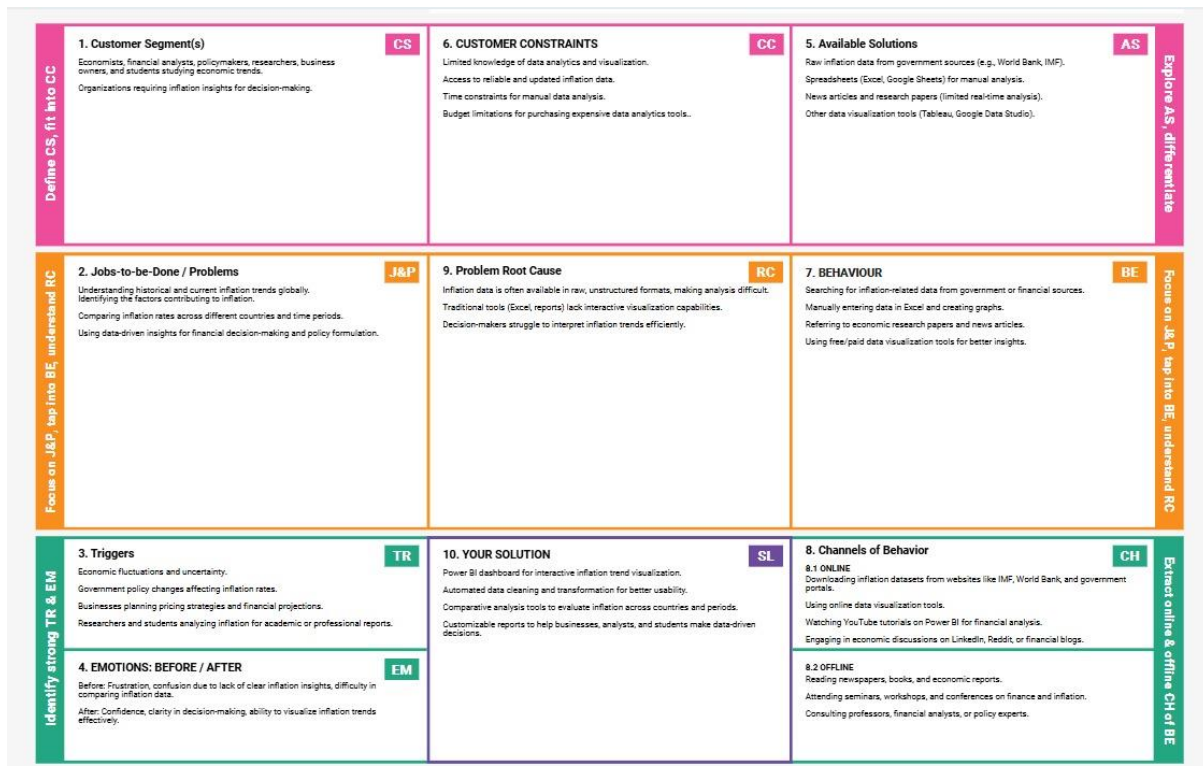 Define CS, fit into CC
1. Customer Segment(s)
CS
Economists, financial analysts, policymakers, researchers, business
owners, and students studying economic trends.
Organizations requiring inflation insights for decision-making.
6. CUSTOMER CONSTRAINTS
CC
Limited knowledge of data analytics and visualization.
Access to reliable and updated inflation data.
Time constraints for manual data analysis.
Budget limitations for purchasing expensive data analytics tools..
5. Available Solutions
AS
Raw inflation data from government sources (e.g., World Bank, IMF).
Spreadsheets (Excel, Google Sheets) for manual analysis.
News articles and research papers (limited real-time analysis).
Other data visualization tools (Tableau, Google Data Studio).
Explore AS, differentiate
Focus on J&P, tap into BE, understand RC
2. Jobs-to-be-Done / Problems
J&P
Understanding historical and current inflation trends globally.
Identifying the factors contributing to inflation.
Comparing inflation rates across different countries and time periods.
Using data-driven insights for financial decision-making and policy formulation.
9. Problem Root Cause
RC
Inflation data is often available in raw, unstructured formats, making analysis difficult.
Traditional tools (Excel, reports) lack interactive visualization capabilities.
Decision-makers struggle to interpret inflation trends efficiently.
7. BEHAVIOUR
BE
Searching for inflation-related data from government or financial sources.
Manually entering data in Excel and creating graphs.
Referring to economic research papers and news articles.
Using free/paid data visualization tools for better insights.
Focus on J&P, tap into BE, understand RC
Identify strong TR & EM
3. Triggers
TR
Economic fluctuations and uncertainty.
Government policy changes affecting inflation rates.
Businesses planning pricing strategies and financial projections.
Researchers and students analyzing inflation for academic or professional reports.
4. EMOTIONS: BEFORE / AFTER
EM
Before: Frustration, confusion due to lack of clear inflation insights, difficulty in
comparing inflation data.
After: Confidence, clarity in decision-making, ability to visualize inflation trends
effectively.
10. YOUR SOLUTION
SL
Power BI dashboard for interactive inflation trend visualization.
Automated data cleaning and transformation for better usability.
Comparative analysis tools to evaluate inflation across countries and periods.
Customizable reports to help businesses, analysts, and students make data-driven
decisions.
8. Channels of Behavior
CH
8.1 ONLINE
Downloading inflation datasets from websites like IMF, World Bank, and government
portals.
Using online data visualization tools.
Watching YouTube tutorials on Power BI for financial analysis.
Engaging in economic discussions on LinkedIn, Reddit, or financial blogs.
8.2 OFFLINE
Reading newspapers, books, and economic reports.
Attending seminars, workshops, and conferences on finance and inflation.
Consulting professors, financial analysts, or policy experts.
Extract online & offline CH of BE